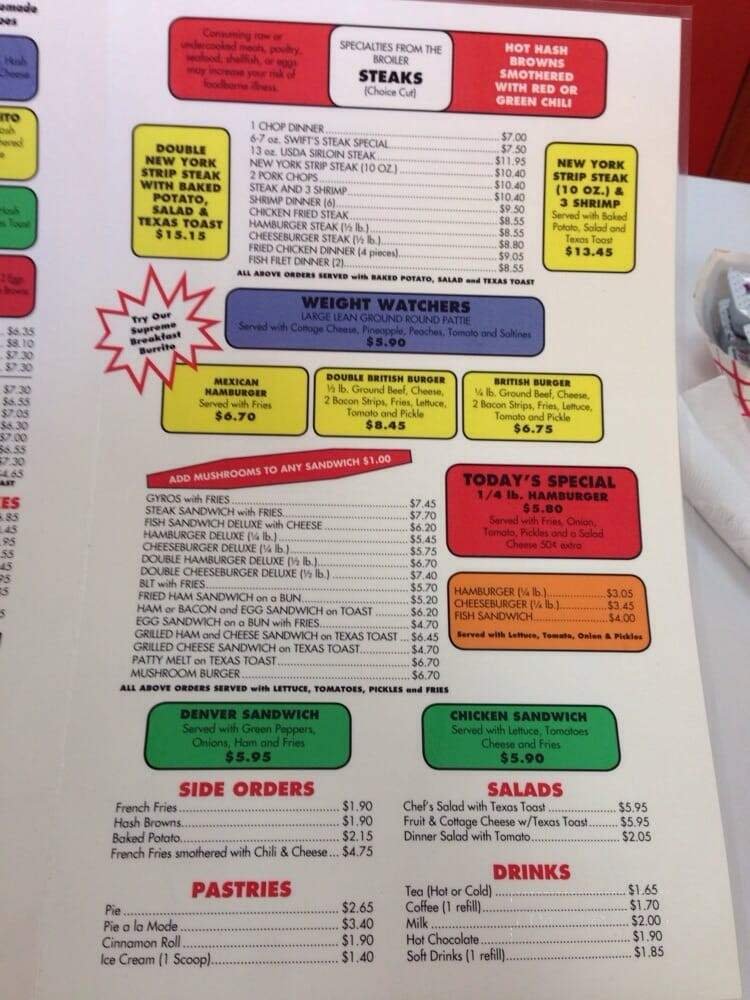 Consuming raw or
undercooked meats, poultry,
seafood, shellfish, or eggs
may increase your risk of
foodborne illness.
SPECIALTIES FROM THE
BROILER
STEAKS
(Choice Cut)
HOT HASH
BROWNS
SMOTHERED
WITH RED OR
GREEN CHILI
DOUBLE
NEW YORK
STRIP STEAK
WITH BAKED
POTATO,
SALAD &
TEXAS TOAST
$15.15
1 CHOP DINNER $7.00
6-7 oz. SWIFT'S STEAK SPECIAL $7.50
13 oz. USDA SIRLOIN STEAK $11.95
NEW YORK STRIP STEAK (10 OZ.) $10.40
2 PORK CHOPS $10.40
STEAK AND 3 SHRIMP $10.40
SHRIMP DINNER (6) $9.50
CHICKEN FRIED STEAK $8.55
HAMBURGER STEAK (½ lb.) $8.55
CHEESEBURGER STEAK (½ lb.) $8.80
FRIED CHICKEN DINNER (4 pieces) $9.05
FISH FILET DINNER (2) $8.55
ALL ABOVE ORDERS SERVED with BAKED POTATO, SALAD and TEXAS TOAST
NEW YORK
STRIP STEAK
(10 OZ.) &
3 SHRIMP
Served with Baked
Potato, Salad and
Texas Toast
$13.45
Try Our
Supreme
Breakfast
Burrito
WEIGHT WATCHERS
LARGE LEAN GROUND ROUND PATTIE
Served with Cottage Cheese, Pineapple, Peaches, Tomato and Saltines
$5.90
MEXICAN
HAMBURGER
Served with Fries
$6.70
DOUBLE BRITISH BURGER
½ lb. Ground Beef, Cheese,
2 Bacon Strips, Fries, Lettuce,
Tomato and Pickle
$8.45
BRITISH BURGER
¼ lb. Ground Beef, Cheese,
2 Bacon Strips, Fries, Lettuce,
Tomato and Pickle
$6.75
ADD MUSHROOMS TO ANY SANDWICH $1.00
GYROS with FRIES $7.45
STEAK SANDWICH with FRIES $7.70
FISH SANDWICH DELUXE with CHEESE $6.20
HAMBURGER DELUXE (¼ lb.) $5.45
CHEESEBURGER DELUXE (¼ lb.) $5.75
DOUBLE HAMBURGER DELUXE (½ lb.) $6.70
DOUBLE CHEESEBURGER DELUXE (½ lb.) $7.40
BLT with FRIES $5.70
FRIED HAM SANDWICH on a BUN $5.20
HAM or BACON and EGG SANDWICH on TOAST $6.20
EGG SANDWICH on a BUN with FRIES $4.70
GRILLED HAM and CHEESE SANDWICH on TEXAS TOAST $6.45
GRILLED CHEESE SANDWICH on TEXAS TOAST $4.70
PATTY MELT on TEXAS TOAST $6.70
MUSHROOM BURGER $6.70
ALL ABOVE ORDERS SERVED with LETTUCE, TOMATOES, PICKLES and FRIES
TODAY'S SPECIAL
1/4 lb. HAMBURGER
$5.80
Served with Fries, Onion,
Tomato, Pickles and a Salad
Cheese 50¢ extra
HAMBURGER (¼ lb.) $3.05
CHEESEBURGER (¼ lb.) $3.45
FISH SANDWICH $4.00
Served with Lettuce, Tomato, Onion & Pickles
DENVER SANDWICH
Served with Green Peppers,
Onions, Ham and Fries
$5.95
CHICKEN SANDWICH
Served with Lettuce, Tomatoes
Cheese and Fries
$5.90
SIDE ORDERS
French Fries $1.90
Hash Browns $1.90
Baked Potato $2.15
French Fries smothered with Chili & Cheese $4.75
PASTRIES
Pie $2.65
Pie a la Mode $3.40
Cinnamon Roll $1.90
Ice Cream (1 Scoop) $1.40
SALADS
Chef's Salad with Texas Toast $5.95
Fruit & Cottage Cheese w/Texas Toast $5.95
Dinner Salad with Tomato $2.05
DRINKS
Tea (Hot or Cold) $1.65
Coffee (1 refill) $1.70
Milk $2.00
Hot Chocolate $1.90
Soft Drinks (1 refill) $1.85
$6.35
$8.10
$7.30
$7.30
$7.30
$6.55
$7.05
$6.30
$7.00
$6.55